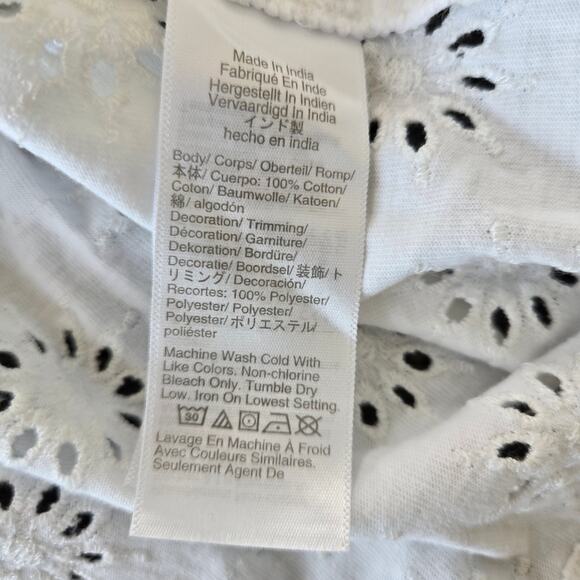 Made In India
Fabriqué En Inde
Hergestellt In Indien
Vervaardigd In India
インド製
hecho en india
Body/ Corps/ Oberteil/ Romp/
本体/ Cuerpo: 100% Cotton/
Coton/ Baumwolle/ Katoen/
綿/ algodón
Decoration/ Trimming/
Décoration/ Garniture/
Dekoration/ Bordüre/
Decoratie/ Boordsel/ 装飾/ト
リミング/ Decoración/
Recortes: 100% Polyester/
Polyester/ Polyester/
Polyester/ ポリエステル/
poliéster
Machine Wash Cold With
Like Colors. Non-chlorine
Bleach Only. Tumble Dry
Low. Iron On Lowest Setting.
30
Lavage En Machine À Froid
Avec Couleurs Similaires.
Seulement Agent De